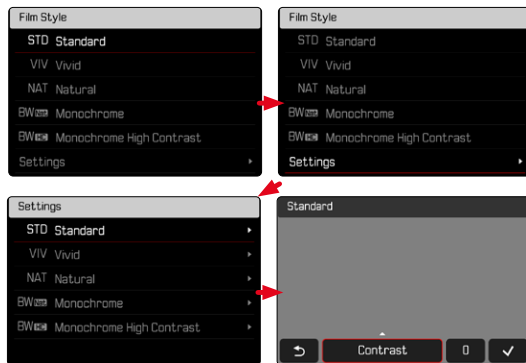 Film Style
STD Standard
VIV Vivid
NAT Natural
BW Monochrome
BW Monochrome High Contrast
Settings
Film Style
STD Standard
VIV Vivid
NAT Natural
BW Monochrome
BW Monochrome High Contrast
Settings
Settings
STD Standard
VIV Vivid
NAT Natural
BW Monochrome
BW Monochrome High Contrast
Standard
Contrast 0